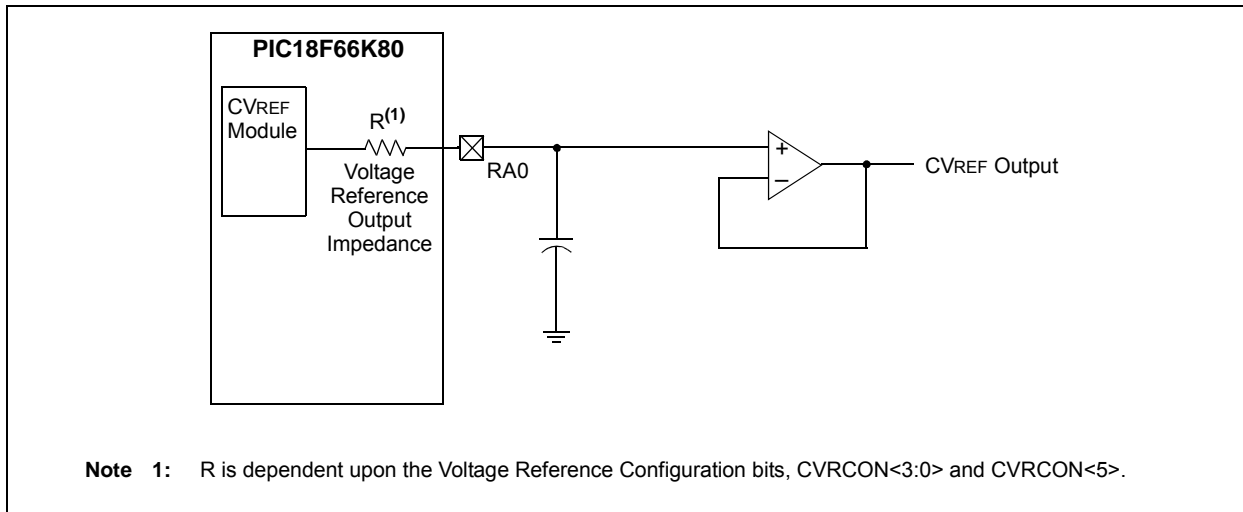 PIC18F66K80
CVREF
Module
R(1)
Voltage
Reference
Output
Impedance
RA0
+
–
CVREF Output
Note 1: R is dependent upon the Voltage Reference Configuration bits, CVRCON<3:0> and CVRCON<5>.